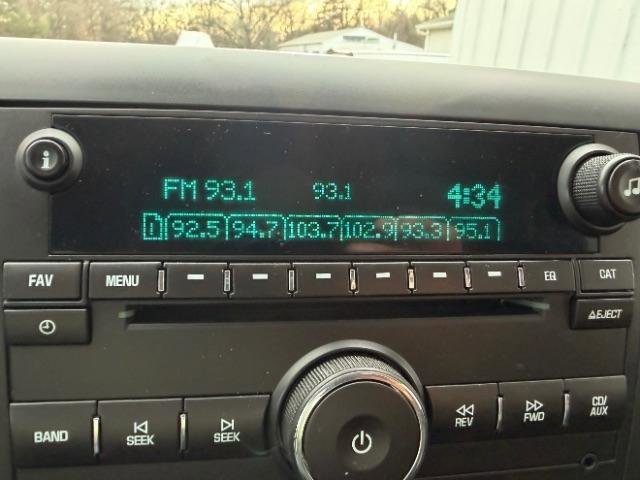 FM 93.1 93.1 4:34
1 92.5 94.7 103.7 102.9 93.3 95.1
FAV MENU EQ CAT
EJECT
BAND SEEK SEEK REV FWD CD/AUX